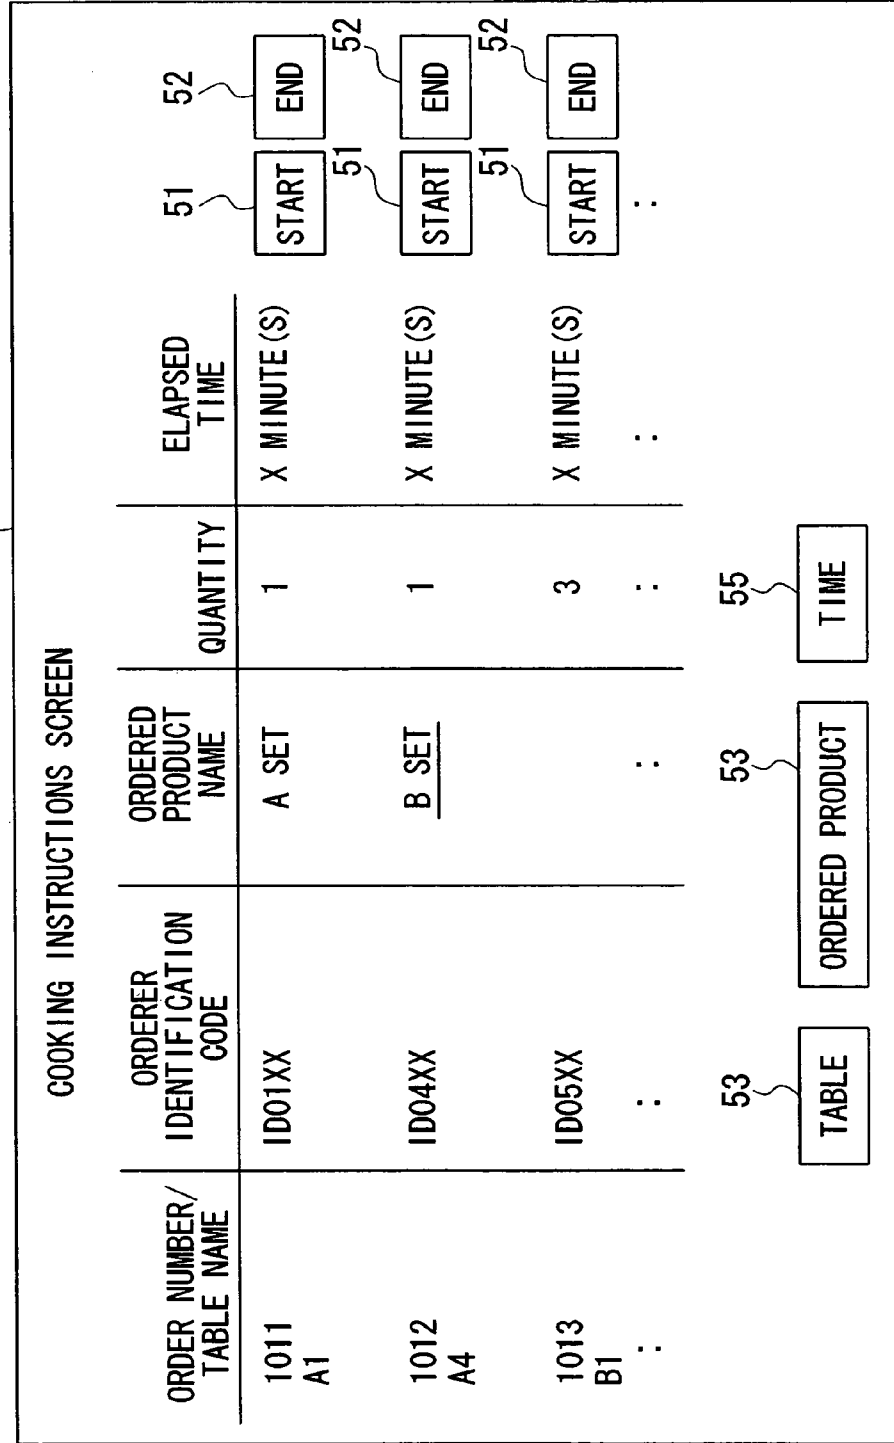 COOKING INSTRUCTIONS SCREEN
ORDER NUMBER/
TABLE NAME
ORDERER
IDENTIFICATION
CODE
ORDERED
PRODUCT
NAME
QUANTITY
ELAPSED
TIME
51
52
1011
A1
ID01XX
A SET
1
X MINUTE(S)
START
END
51
52
1012
A4
ID04XX
B SET
1
X MINUTE(S)
START
END
51
52
1013
B1
ID05XX
3
X MINUTE(S)
START
END
: : : : : :
53
53
55
TABLE
ORDERED PRODUCT
TIME